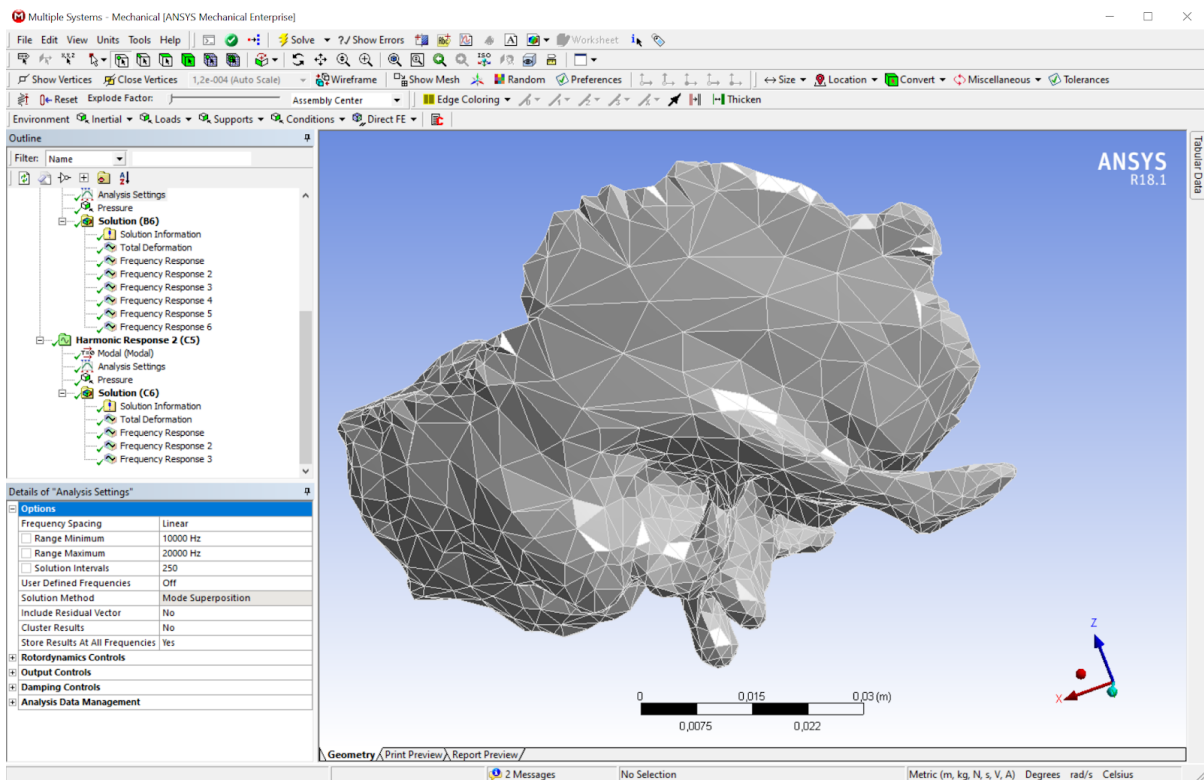 Multiple Systems - Mechanical [ANSYS Mechanical Enterprise]
File Edit View Units Tools Help Solve ?/ Show Errors A Worksheet i
Show Vertices Close Vertices 1,2e-004 (Auto Scale) Wireframe Show Mesh Random Preferences Size Location Convert Miscellaneous Tolerances
Reset Explode Factor: Assembly Center Edge Coloring Thicken
Environment Inertial Loads Supports Conditions Direct FE
Outline
Filter: Name
Analysis Settings
Pressure
Solution (B6)
Solution Information
Total Deformation
Frequency Response
Frequency Response 2
Frequency Response 3
Frequency Response 4
Frequency Response 5
Frequency Response 6
Harmonic Response 2 (C5)
Modal (Modal)
Analysis Settings
Pressure
Solution (C6)
Solution Information
Total Deformation
Frequency Response
Frequency Response 2
Frequency Response 3
Details of "Analysis Settings"
Options
Frequency Spacing Linear
Range Minimum 10000 Hz
Range Maximum 20000 Hz
Solution Intervals 250
User Defined Frequencies Off
Solution Method Mode Superposition
Include Residual Vector No
Cluster Results No
Store Results At All Frequencies Yes
Rotordynamics Controls
Output Controls
Damping Controls
Analysis Data Management
ANSYS
R18.1
Tabular Data
Z
X
0 0,015 0,03 (m)
0,0075 0,022
Geometry Print Preview Report Preview
2 Messages No Selection Metric (m, kg, N, s, V, A) Degrees rad/s Celsius